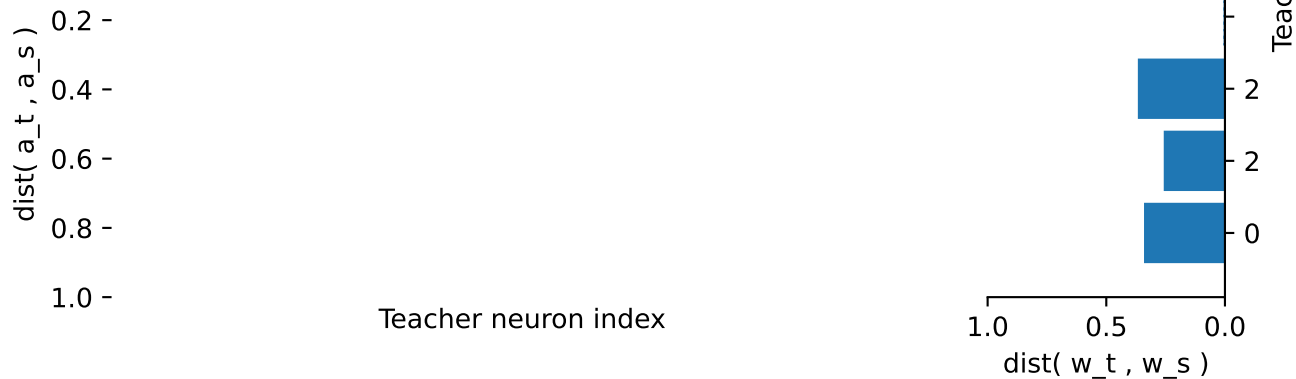 0.2
0.4
0.6
0.8
1.0
dist( a_t , a_s )
Teacher neuron index
2
2
0
1.0 0.5 0.0
dist( w_t , w_s )